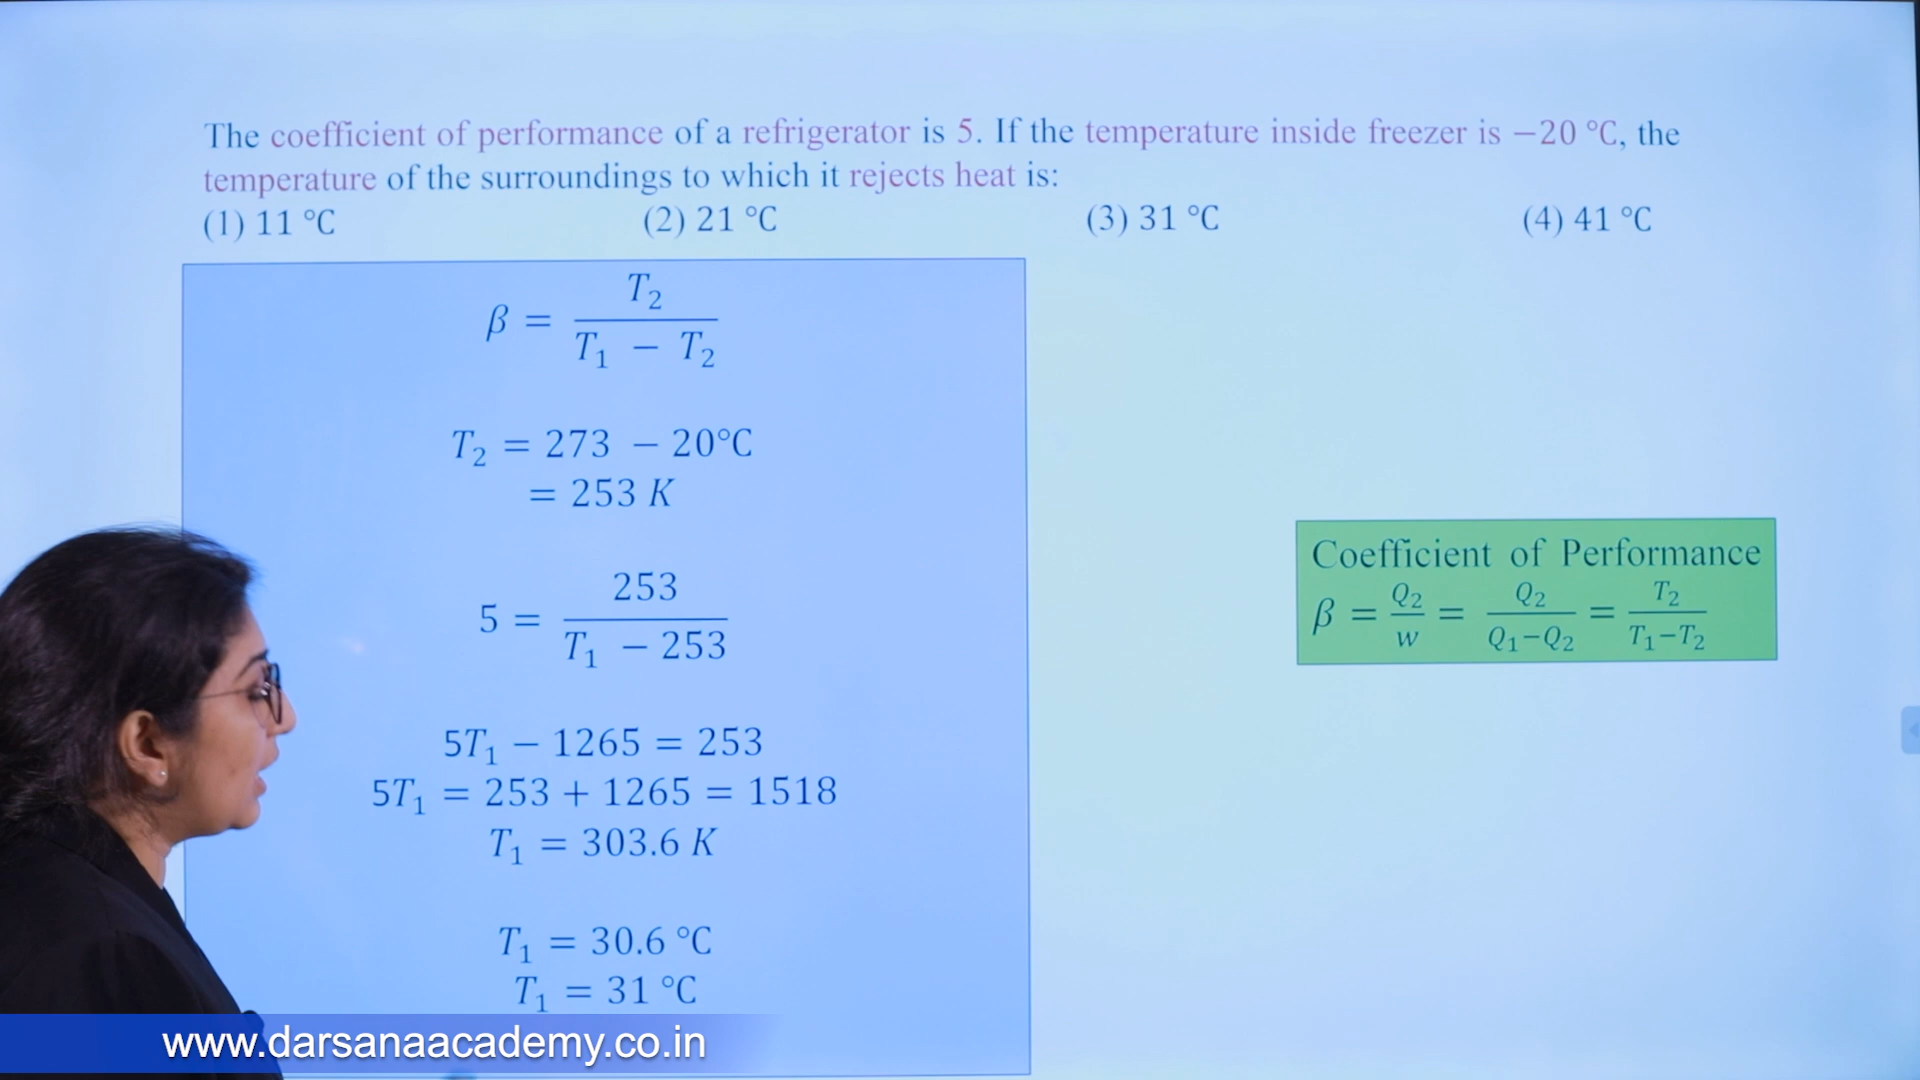 The coefficient of performance of a refrigerator is 5. If the temperature inside freezer is −20 °C, the
temperature of the surroundings to which it rejects heat is:
(1) 11 °C (2) 21 °C (3) 31 °C (4) 41 °C
β = T₂ / (T₁ − T₂)
T₂ = 273 − 20°C
= 253 K
5 = 253 / (T₁ − 253)
5T₁ − 1265 = 253
5T₁ = 253 + 1265 = 1518
T₁ = 303.6 K
T₁ = 30.6 °C
T₁ = 31 °C
Coefficient of Performance
β = Q₂/w = Q₂/(Q₁−Q₂) = T₂/(T₁−T₂)
www.darsanaacademy.co.in